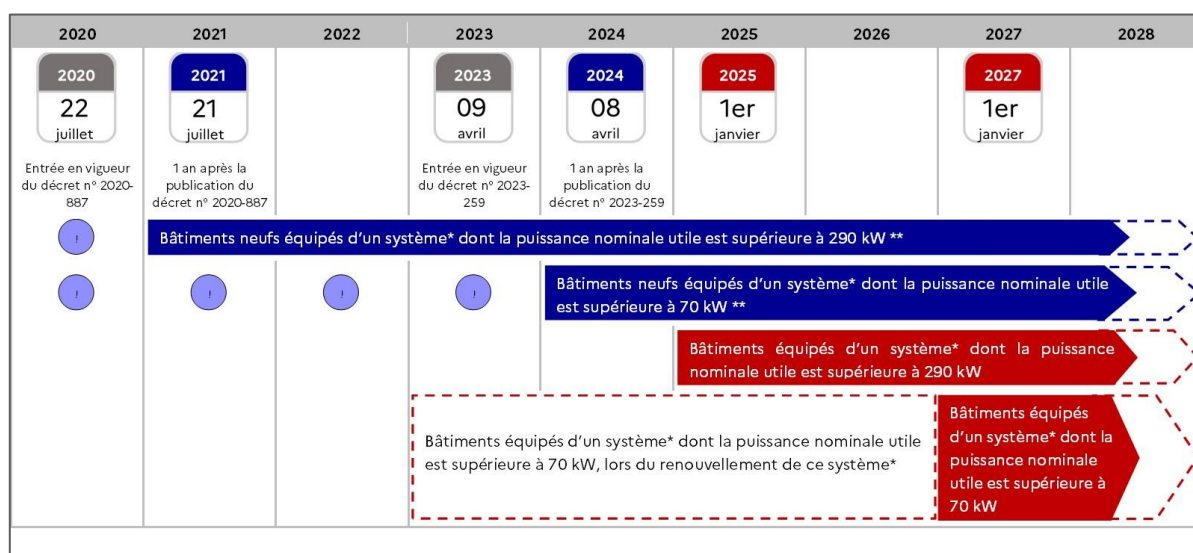 2020 2021 2022 2023 2024 2025 2026 2027 2028
2020 2021 2023 2024 2025 2027
22 21 09 08 1er 1er
juillet juillet avril avril janvier janvier
Entrée en vigueur
du décret n° 2020-
887
1 an après la
publication du
décret n° 2020-887
Entrée en vigueur
du décret n° 2023-
259
1 an après la
publication du
décret n° 2023-259
! Bâtiments neufs équipés d’un système* dont la puissance nominale utile est supérieure à 290 kW **
! ! ! !
Bâtiments neufs équipés d’un système* dont la puissance nominale utile
est supérieure à 70 kW **
Bâtiments équipés d’un système* dont la puissance
nominale utile est supérieure à 290 kW
Bâtiments équipés d’un système* dont la puissance nominale utile
est supérieure à 70 kW, lors du renouvellement de ce système*
Bâtiments équipés
d’un système* dont la
puissance nominale
utile est supérieure à
70 kW